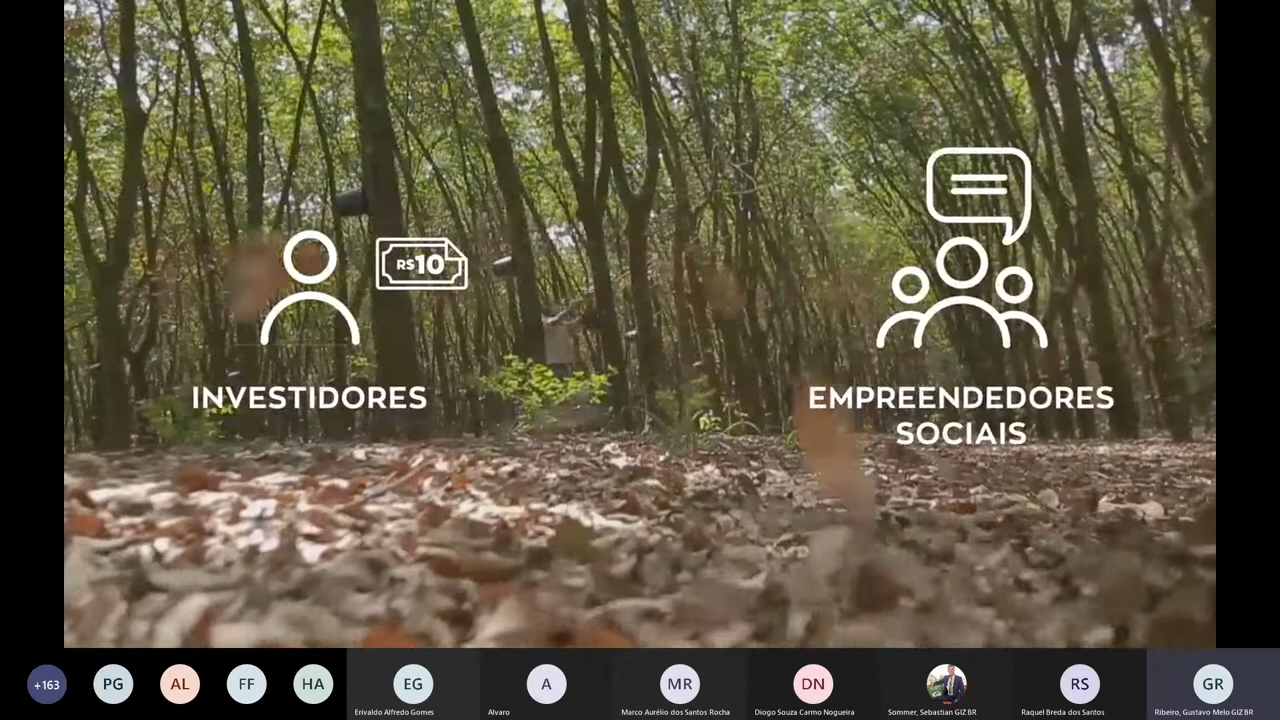 R$10
INVESTIDORES
EMPREENDEDORES
SOCIAIS
+163
PG
AL
FF
HA
EG
A
MR
DN
RS
GR
Erivaldo Alfredo Gomes
Alvaro
Marco Aurélio dos Santos Rocha
Diogo Souza Carmo Nogueira
Sommer, Sebastian GIZ BR
Raquel Breda dos Santos
Ribeiro, Gustavo Melo GIZ BR